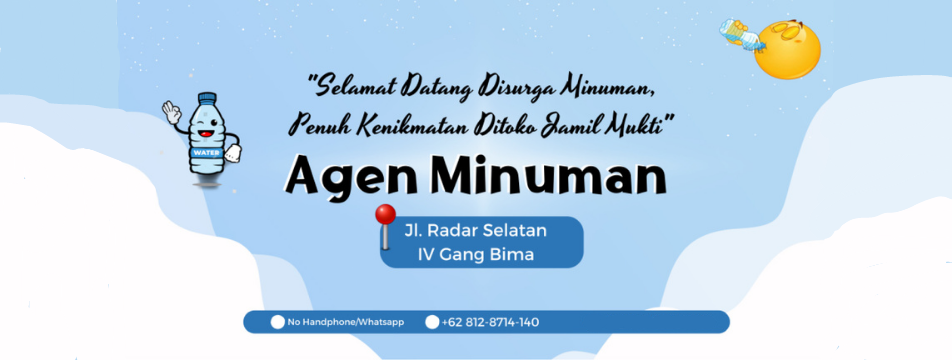 "Selamat Datang Disurga Minuman,
Penuh Kenikmatan Ditoko Jamil Mukti"
WATER
Agen Minuman
Jl. Radar Selatan
IV Gang Bima
No Handphone/Whatsapp +62 812-8714-140